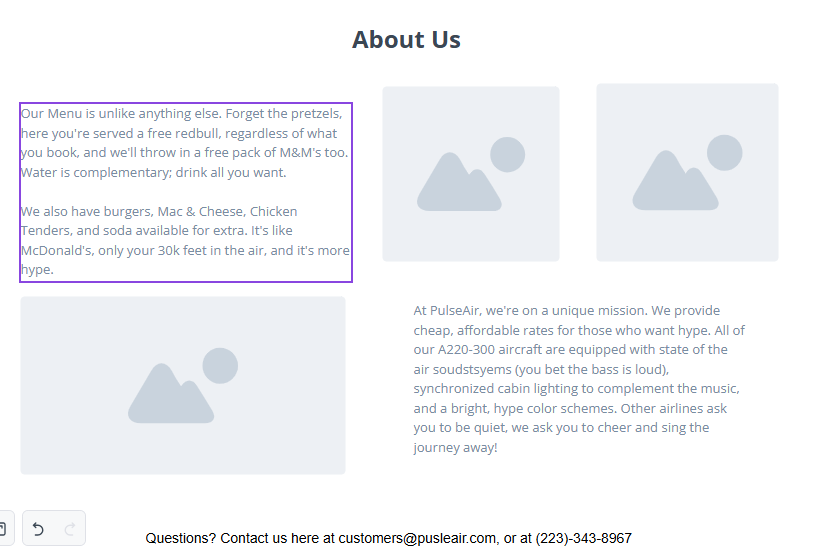 About Us
Our Menu is unlike anything else. Forget the pretzels,
here you're served a free redbull, regardless of what
you book, and we'll throw in a free pack of M&M's too.
Water is complementary; drink all you want.
We also have burgers, Mac & Cheese, Chicken
Tenders, and soda available for extra. It's like
McDonald's, only your 30k feet in the air, and it's more
hype.
At PulseAir, we're on a unique mission. We provide
cheap, affordable rates for those who want hype. All of
our A220-300 aircraft are equipped with state of the
air soudstsyems (you bet the bass is loud),
synchronized cabin lighting to complement the music,
and a bright, hype color schemes. Other airlines ask
you to be quiet, we ask you to cheer and sing the
journey away!
Questions? Contact us here at customers@pusleair.com, or at (223)-343-8967